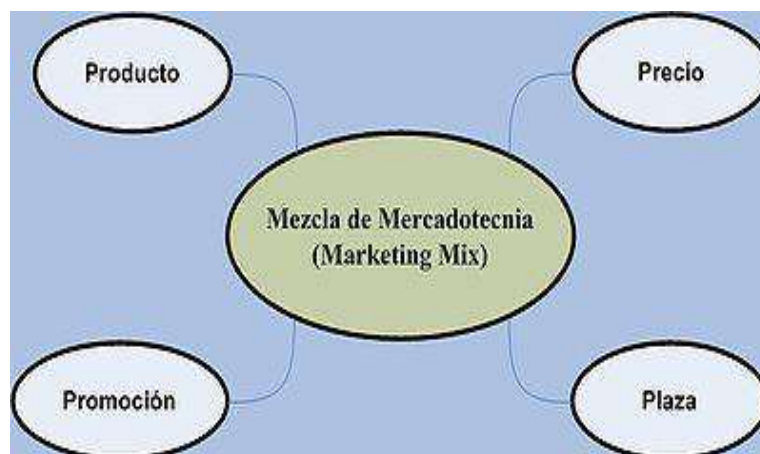 Producto
Precio
Mezcla de Mercadotecnia
(Marketing Mix)
Promoción
Plaza